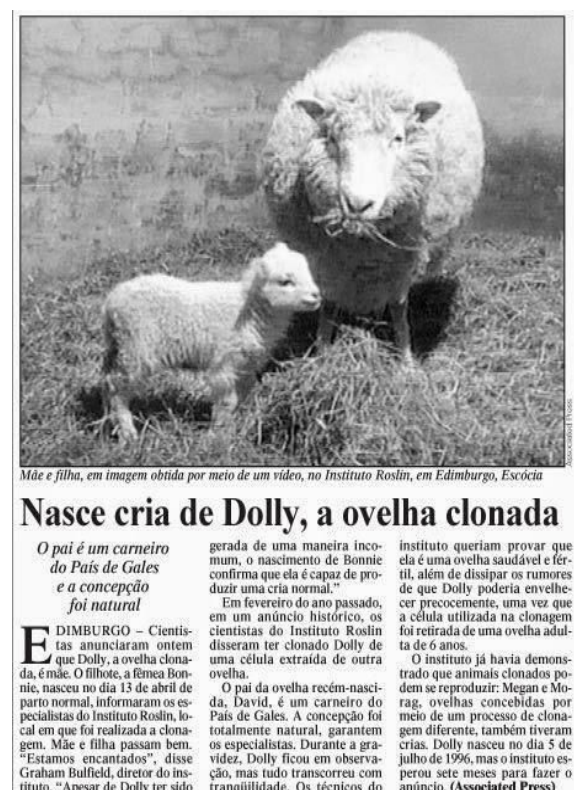 Associated Press
Mãe e filha, em imagem obtida por meio de um vídeo, no Instituto Roslin, em Edimburgo, Escócia
Nasce cria de Dolly, a ovelha clonada
O pai é um carneiro
do País de Gales
e a concepção
foi natural
EDIMBURGO – Cientis-
tas anunciaram ontem
que Dolly, a ovelha clona-
da, é mãe. O filhote, a fêmea Bon-
nie, nasceu no dia 13 de abril de
parto normal, informaram os es-
pecialistas do Instituto Roslin, lo-
cal em que foi realizada a clona-
gem. Mãe e filha passam bem.
“Estamos encantados”, disse
Graham Bulfield, diretor do ins-
tituto. “Apesar de Dolly ter sido
gerada de uma maneira inco-
mum, o nascimento de Bonnie
confirma que ela é capaz de pro-
duzir uma cria normal.”
Em fevereiro do ano passado,
em um anúncio histórico, os
cientistas do Instituto Roslin
disseram ter clonado Dolly de
uma célula extraída de outra
ovelha.
O pai da ovelha recém-nasci-
da, David, é um carneiro do
País de Gales. A concepção foi
totalmente natural, garantem
os especialistas. Durante a gra-
videz, Dolly ficou em observa-
ção, mas tudo transcorreu com
tranqüilidade. Os técnicos do
instituto queriam provar que
ela é uma ovelha saudável e fér-
til, além de dissipar os rumores
de que Dolly poderia envelhe-
cer precocemente, uma vez que
a célula utilizada na clonagem
foi retirada de uma ovelha adul-
ta de 6 anos.
O instituto já havia demons-
trado que animais clonados po-
dem se reproduzir: Megan e Mo-
rag, ovelhas concebidas por
meio de um processo de clona-
gem diferente, também tiveram
crias. Dolly nasceu no dia 5 de
julho de 1996, mas o instituto es-
perou sete meses para fazer o
anúncio. (Associated Press)